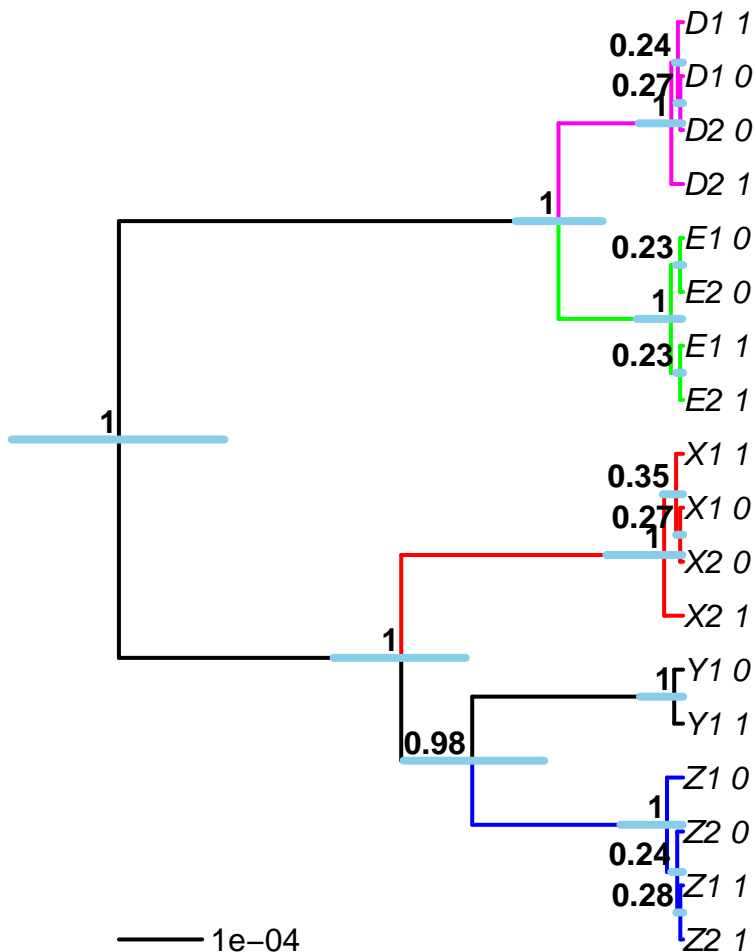 D1 1
0.24
D1 0
0.27
1
D2 0
D2 1
1
E1 0
0.23
E2 0
1
E1 1
0.23
E2 1
1
X1 1
0.35
X1 0
0.27
1
X2 0
X2 1
1
Y1 0
1
Y1 1
0.98
Z1 0
1
Z2 0
0.24
Z1 1
0.28
Z2 1
1e−04